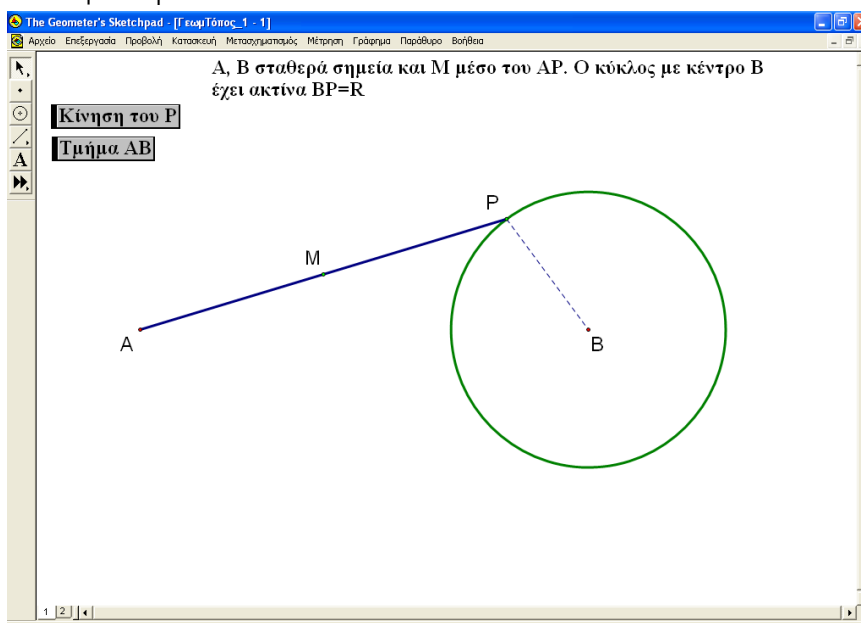 The Geometer's Sketchpad - [ΓεωμΤόπος_1 - 1]
Αρχείο Επεξεργασία Προβολή Κατασκευή Μετασχηματισμός Μέτρηση Γράφημα Παράθυρο Βοήθεια
Α, Β σταθερά σημεία και Μ μέσο του ΑΡ. Ο κύκλος με κέντρο Β
έχει ακτίνα ΒΡ=R
Κίνηση του Ρ
Τμήμα ΑΒ
A
P
M
A
B
1 2